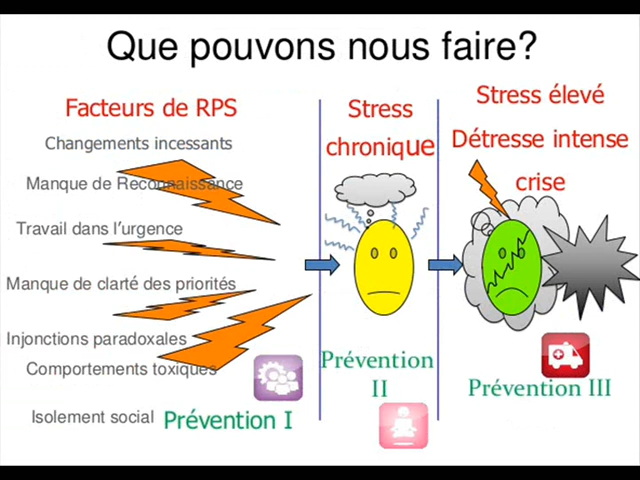 Que pouvons nous faire?
Facteurs de RPS
Changements incessants
Manque de Reconnaissance
Travail dans l'urgence
Manque de clarté des priorités
Injonctions paradoxales
Comportements toxiques
Isolement social
Prévention I
Stress
chronique
Prévention
II
Stress élevé
Détresse intense
crise
Prévention III